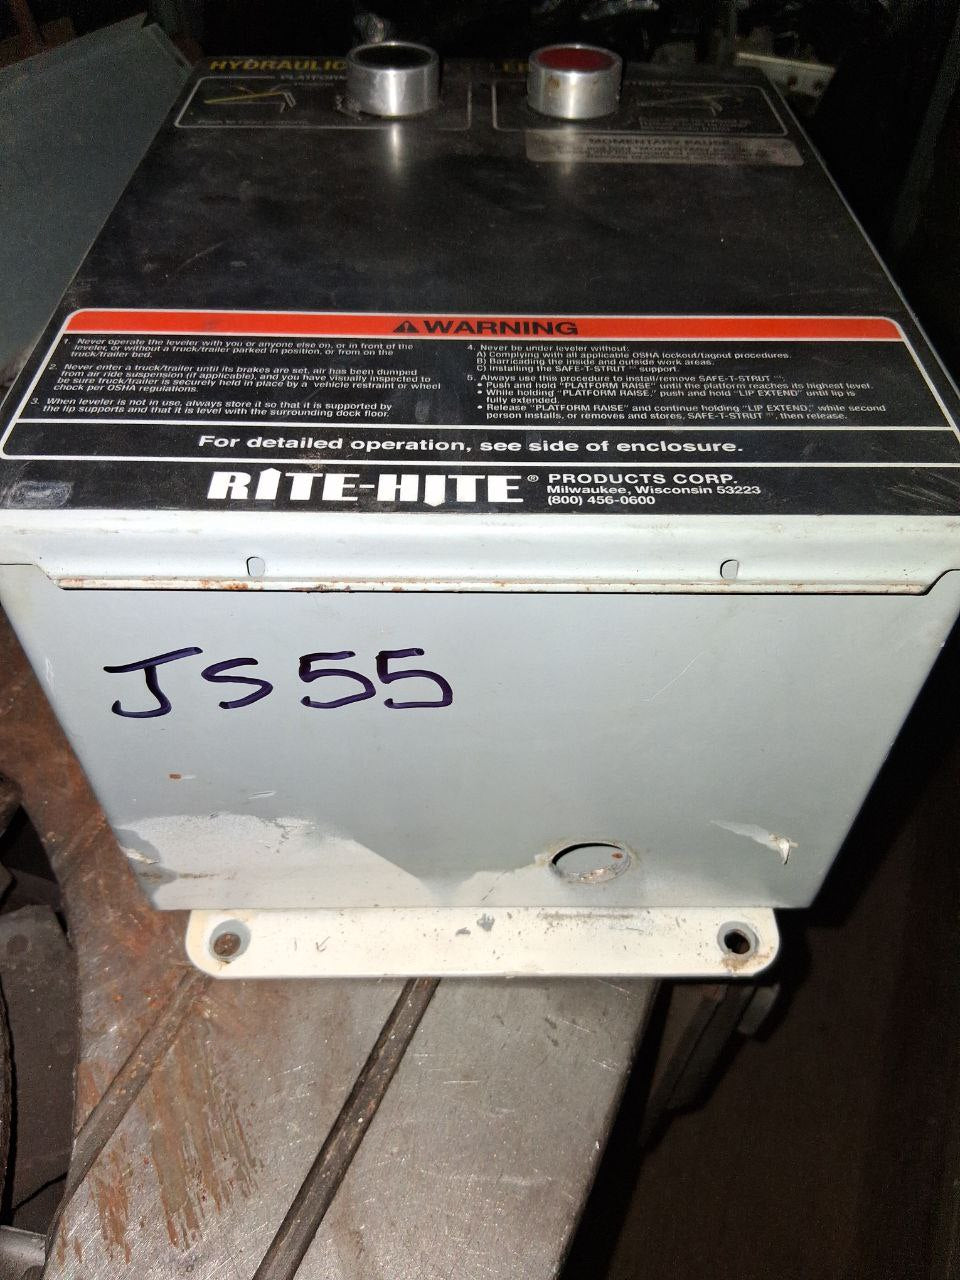 HYDRAULIC
PLATFORM
MOMENTARY PAUSE
WARNING
1. Never operate the leveler with you or anyone else on, or in front of the
leveler, or without a truck/trailer parked in position, or from on the
truck/trailer bed.
2. Never enter a truck/trailer until its brakes are set, air has been dumped
from air ride suspension (if applicable), and you have visually inspected to
be sure truck/trailer is securely held in place by a vehicle restraint or wheel
chock per OSHA regulations.
3. When leveler is not in use, always store it so that it is supported by
the lip supports and that it is level with the surrounding dock floor.
4. Never be under leveler without:
A) Complying with all applicable OSHA lockout/tagout procedures.
B) Barricading the inside and outside work areas.
C) Installing the SAFE-T-STRUT ™ support.
5. Always use this procedure to install/remove SAFE-T-STRUT ™.
• Push and hold "PLATFORM RAISE" until the platform reaches its highest level.
• While holding "PLATFORM RAISE," push and hold "LIP EXTEND" until lip is
fully extended.
• Release "PLATFORM RAISE" and continue holding "LIP EXTEND," while second
person installs, or removes and stores, SAFE-T-STRUT ™, then release.
For detailed operation, see side of enclosure.
RITE-HITE® PRODUCTS CORP.
Milwaukee, Wisconsin 53223
(800) 456-0600
JS55